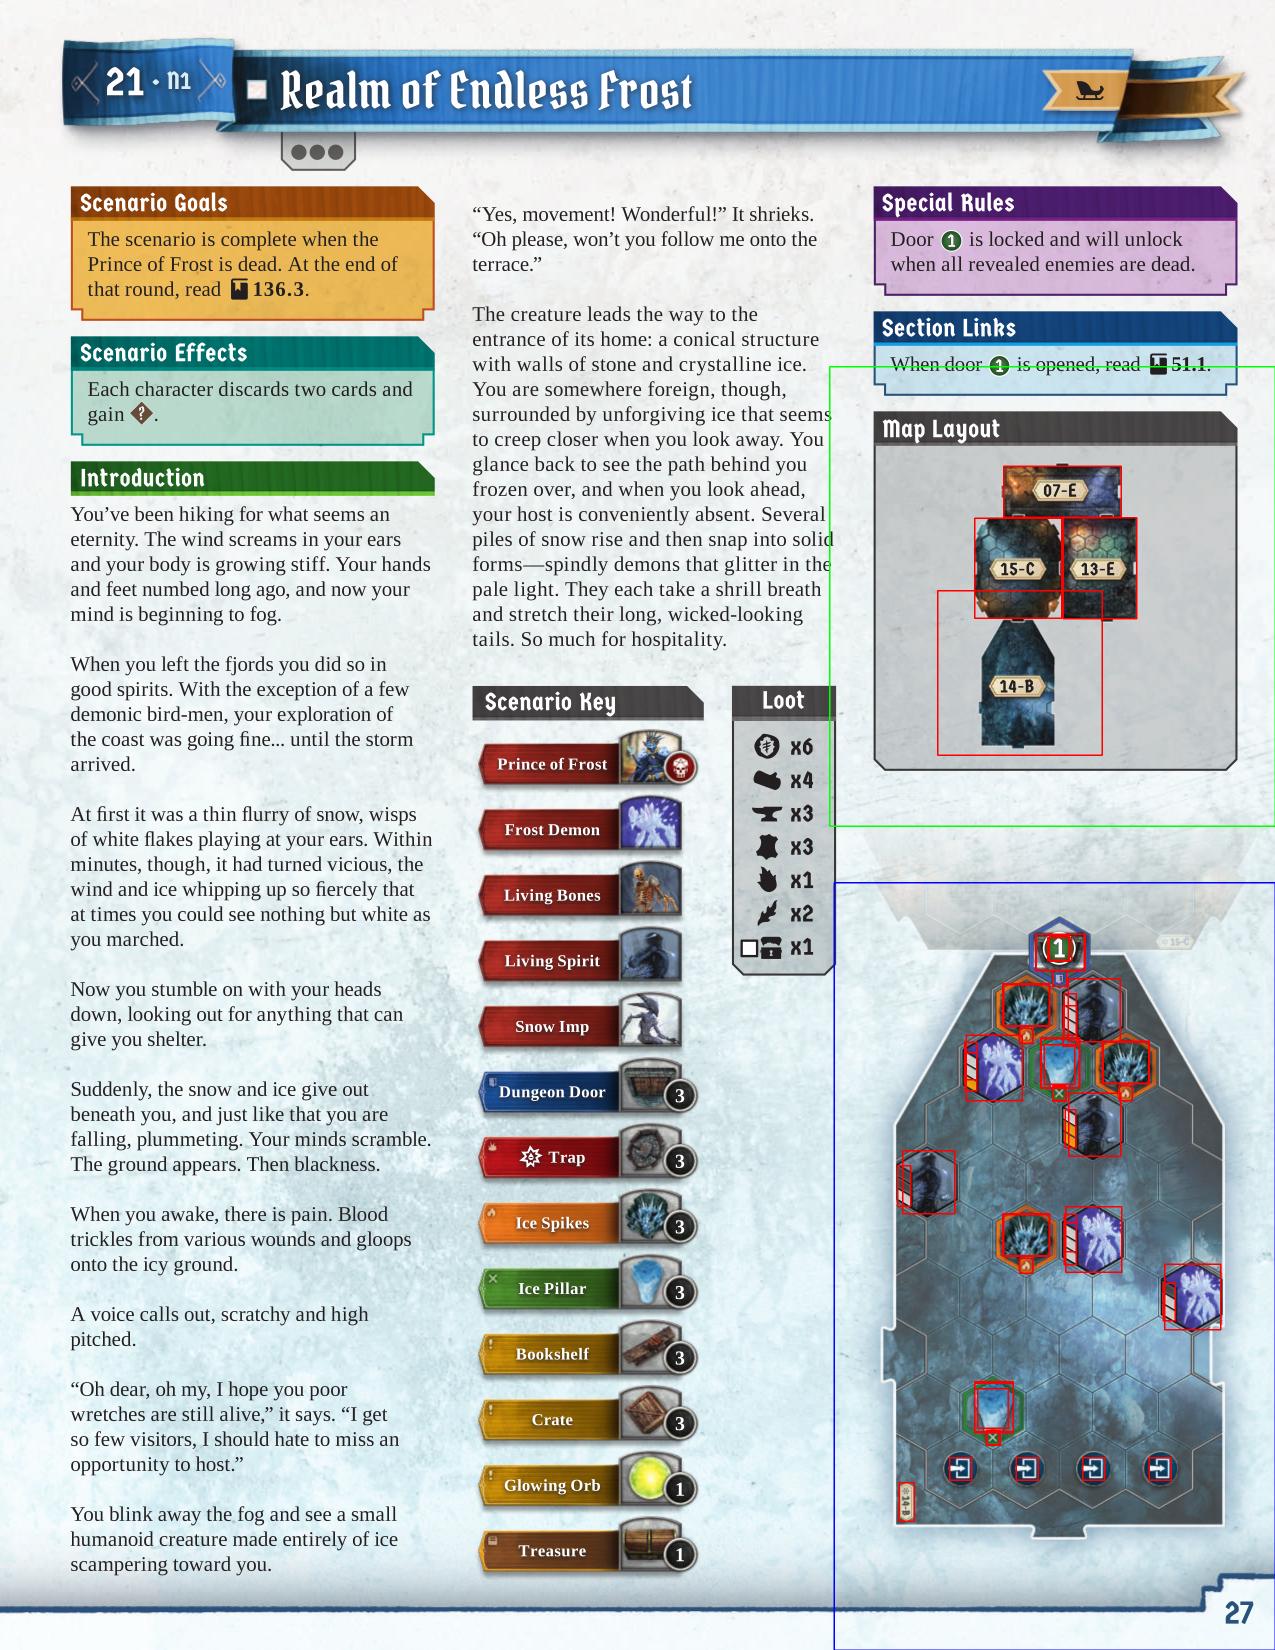 21 · N1
Realm of Endless Frost
Scenario Goals
The scenario is complete when the
Prince of Frost is dead. At the end of
that round, read 136.3.
Scenario Effects
Each character discards two cards and
gain ?.
Introduction
You’ve been hiking for what seems an
eternity. The wind screams in your ears
and your body is growing stiff. Your hands
and feet numbed long ago, and now your
mind is beginning to fog.
When you left the fjords you did so in
good spirits. With the exception of a few
demonic bird-men, your exploration of
the coast was going fine... until the storm
arrived.
At first it was a thin flurry of snow, wisps
of white flakes playing at your ears. Within
minutes, though, it had turned vicious, the
wind and ice whipping up so fiercely that
at times you could see nothing but white as
you marched.
Now you stumble on with your heads
down, looking out for anything that can
give you shelter.
Suddenly, the snow and ice give out
beneath you, and just like that you are
falling, plummeting. Your minds scramble.
The ground appears. Then blackness.
When you awake, there is pain. Blood
trickles from various wounds and gloops
onto the icy ground.
A voice calls out, scratchy and high
pitched.
“Oh dear, oh my, I hope you poor
wretches are still alive,” it says. “I get
so few visitors, I should hate to miss an
opportunity to host.”
You blink away the fog and see a small
humanoid creature made entirely of ice
scampering toward you.
“Yes, movement! Wonderful!” It shrieks.
“Oh please, won’t you follow me onto the
terrace.”
The creature leads the way to the
entrance of its home: a conical structure
with walls of stone and crystalline ice.
You are somewhere foreign, though,
surrounded by unforgiving ice that seems
to creep closer when you look away. You
glance back to see the path behind you
frozen over, and when you look ahead,
your host is conveniently absent. Several
piles of snow rise and then snap into solid
forms—spindly demons that glitter in the
pale light. They each take a shrill breath
and stretch their long, wicked-looking
tails. So much for hospitality.
Scenario Key
Prince of Frost
Frost Demon
Living Bones
Living Spirit
Snow Imp
Dungeon Door 3
Trap 3
Ice Spikes 3
Ice Pillar 3
Bookshelf 3
Crate 3
Glowing Orb 1
Treasure 1
Loot
x6
x4
x3
x3
x1
x2
x1
Special Rules
Door 1 is locked and will unlock
when all revealed enemies are dead.
Section Links
When door 1 is opened, read 51.1.
Map Layout
07-E
15-C 13-E
14-B
15-C
1
14-B
27